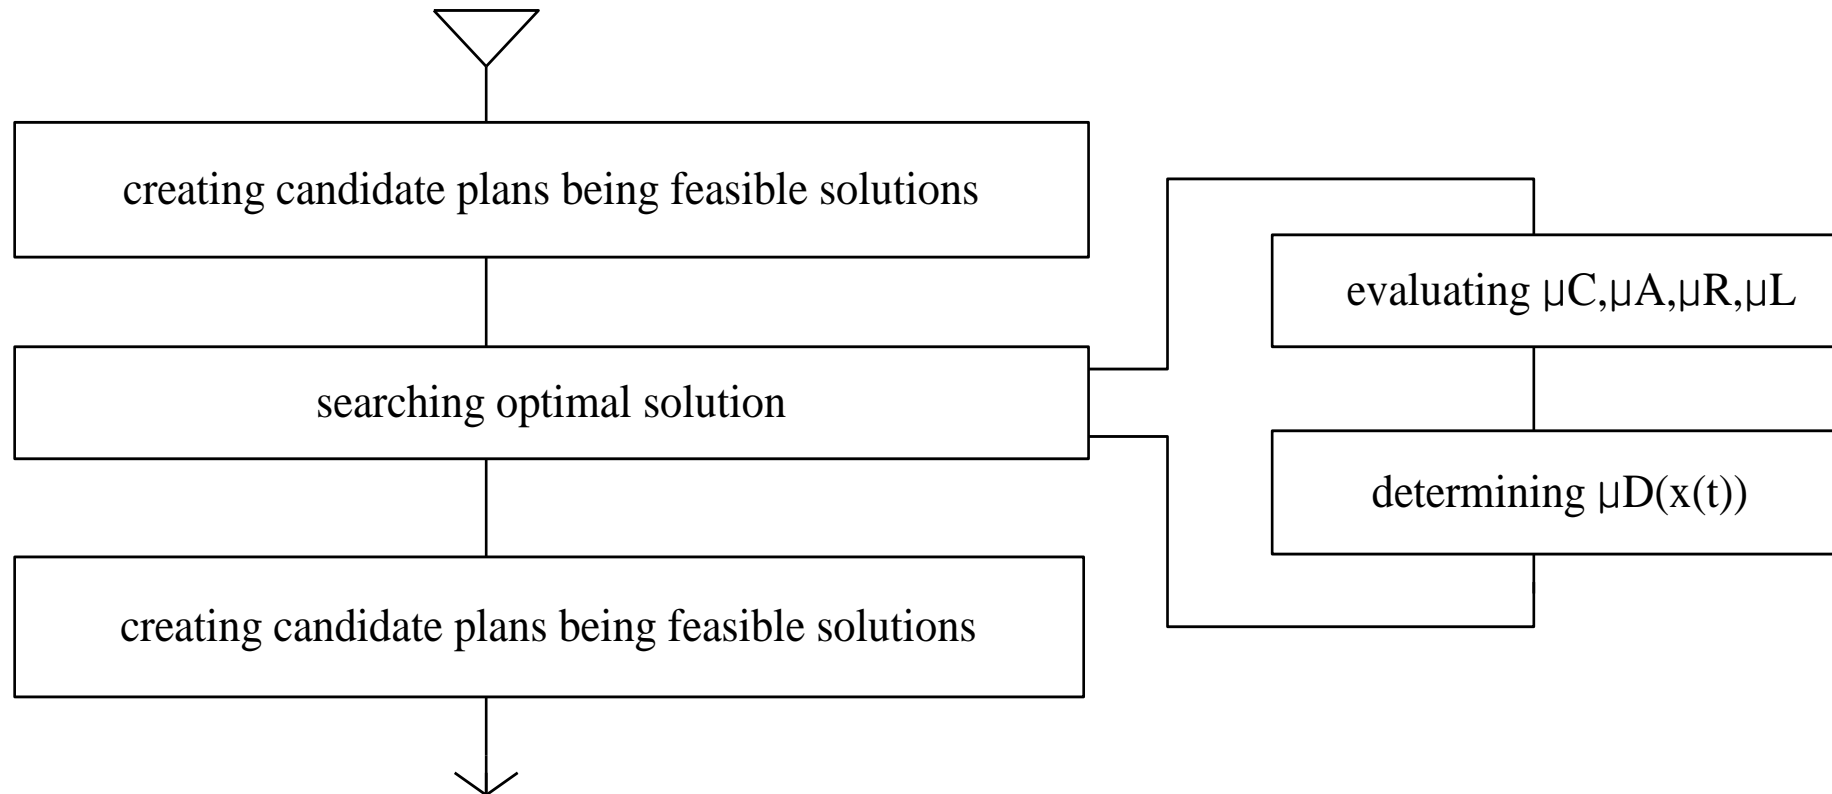 creating candidate plans being feasible solutions
evaluating μC,μA,μR,μL
searching optimal solution
determining μD(x(t))
creating candidate plans being feasible solutions